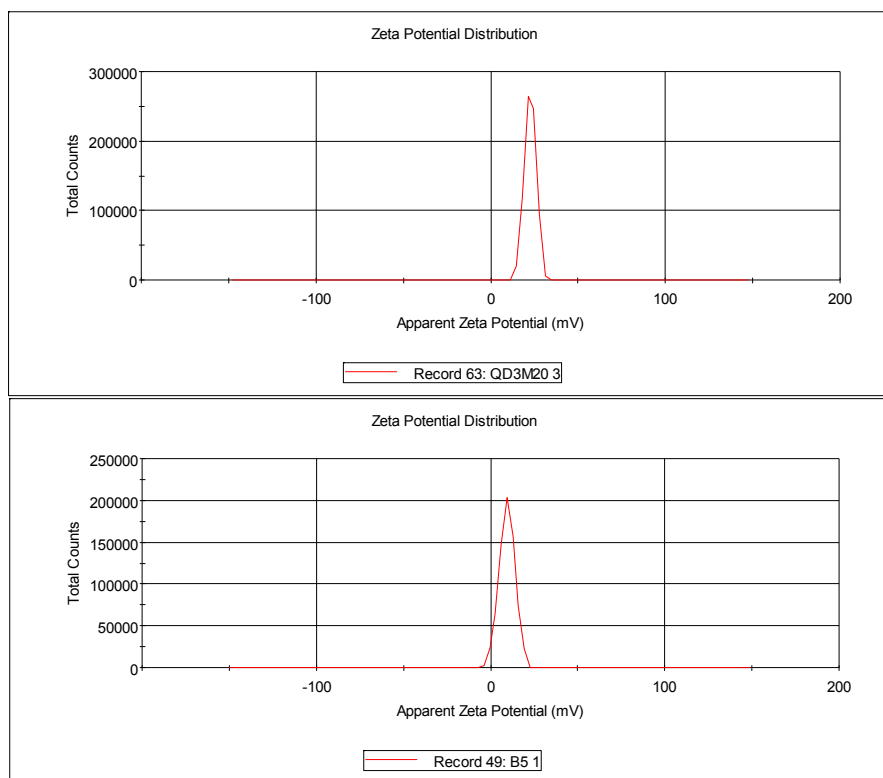 Zeta Potential Distribution
300000
200000
100000
0
Total Counts
-100 0 100 200
Apparent Zeta Potential (mV)
Record 63: QD3M20 3
Zeta Potential Distribution
250000
200000
150000
100000
50000
0
Total Counts
-100 0 100 200
Apparent Zeta Potential (mV)
Record 49: B5 1